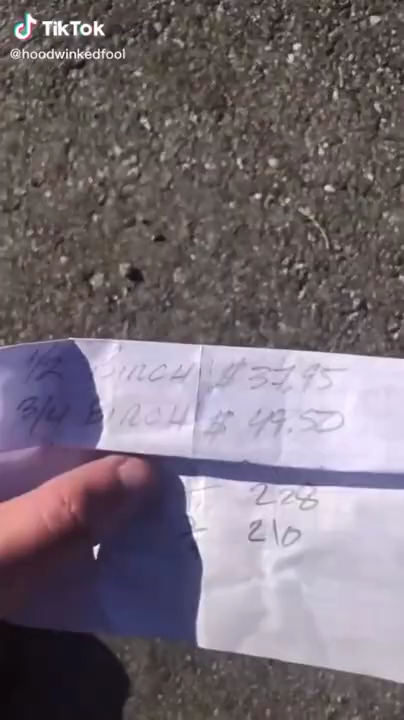 TikTok
@hoodwinkedfool
1/2 BIRCH $37.95
3/4 BIRCH $ 49.50
228
210